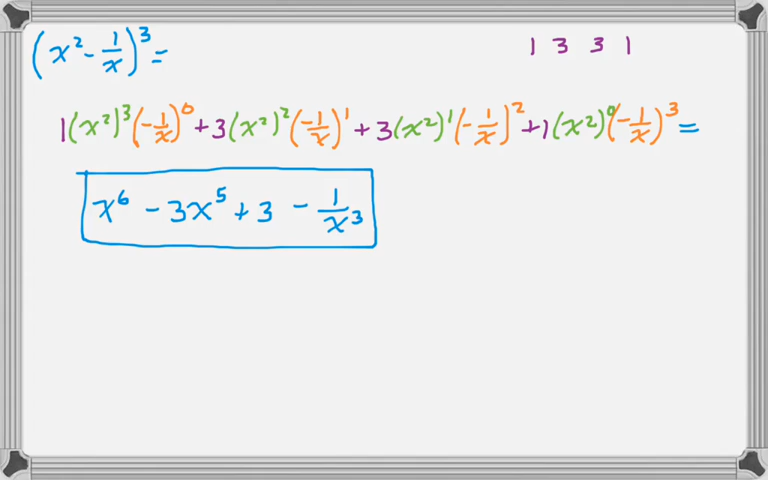 (x² - 1/x)³ =
1 3 3 1
1(x²)³(-1/x)⁰ + 3(x²)²(-1/x)¹ + 3(x²)¹(-1/x)² + 1(x²)⁰(-1/x)³ =
x⁶ - 3x⁵ + 3 - 1/x³